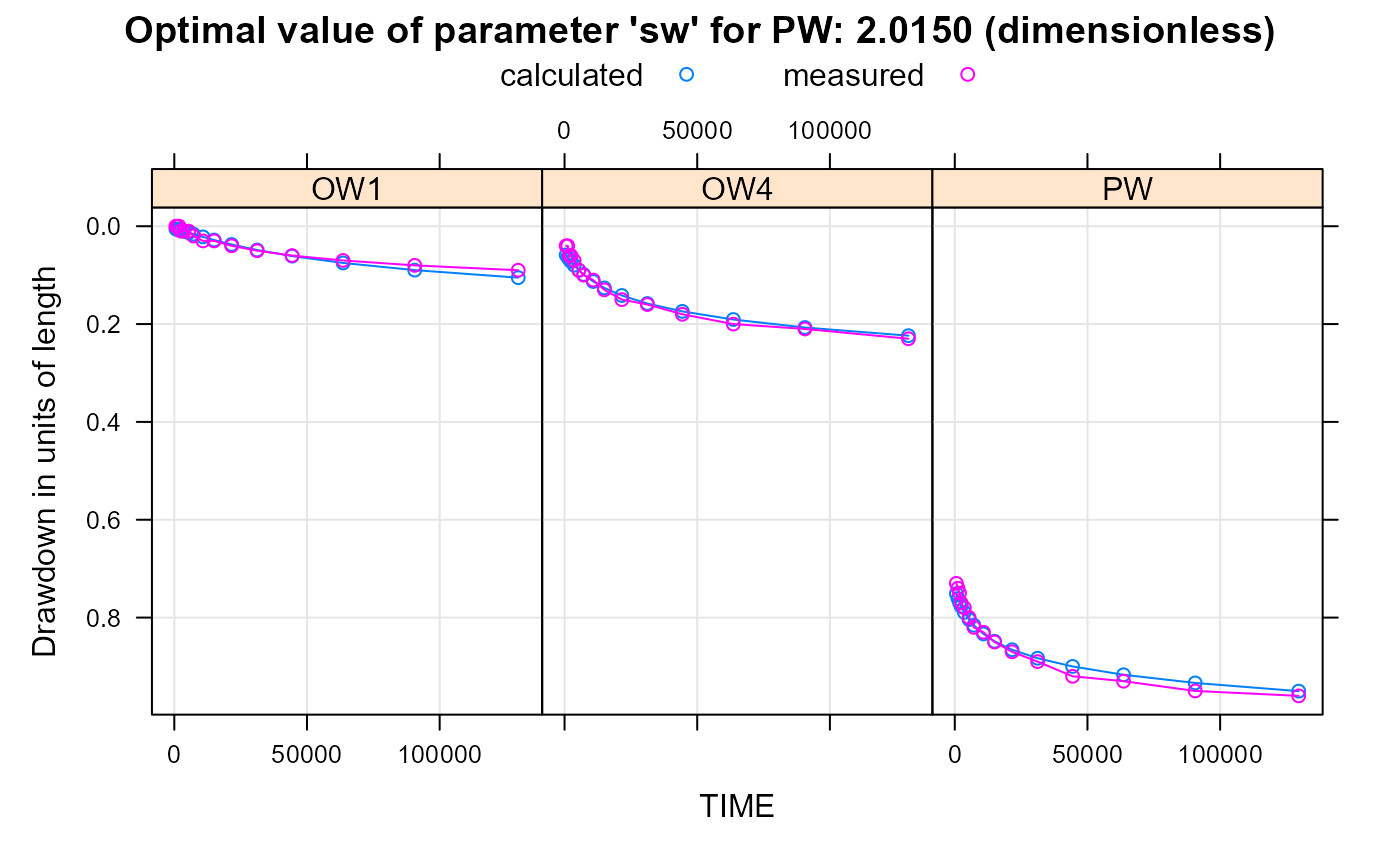 Optimal value of parameter 'sw' for PW: 2.0150 (dimensionless)
calculated measured
0 50000 100000
OW1 OW4 PW
0.0
0.2
0.4
0.6
0.8
Drawdown in units of length
0 50000 100000 0 50000 100000
TIME